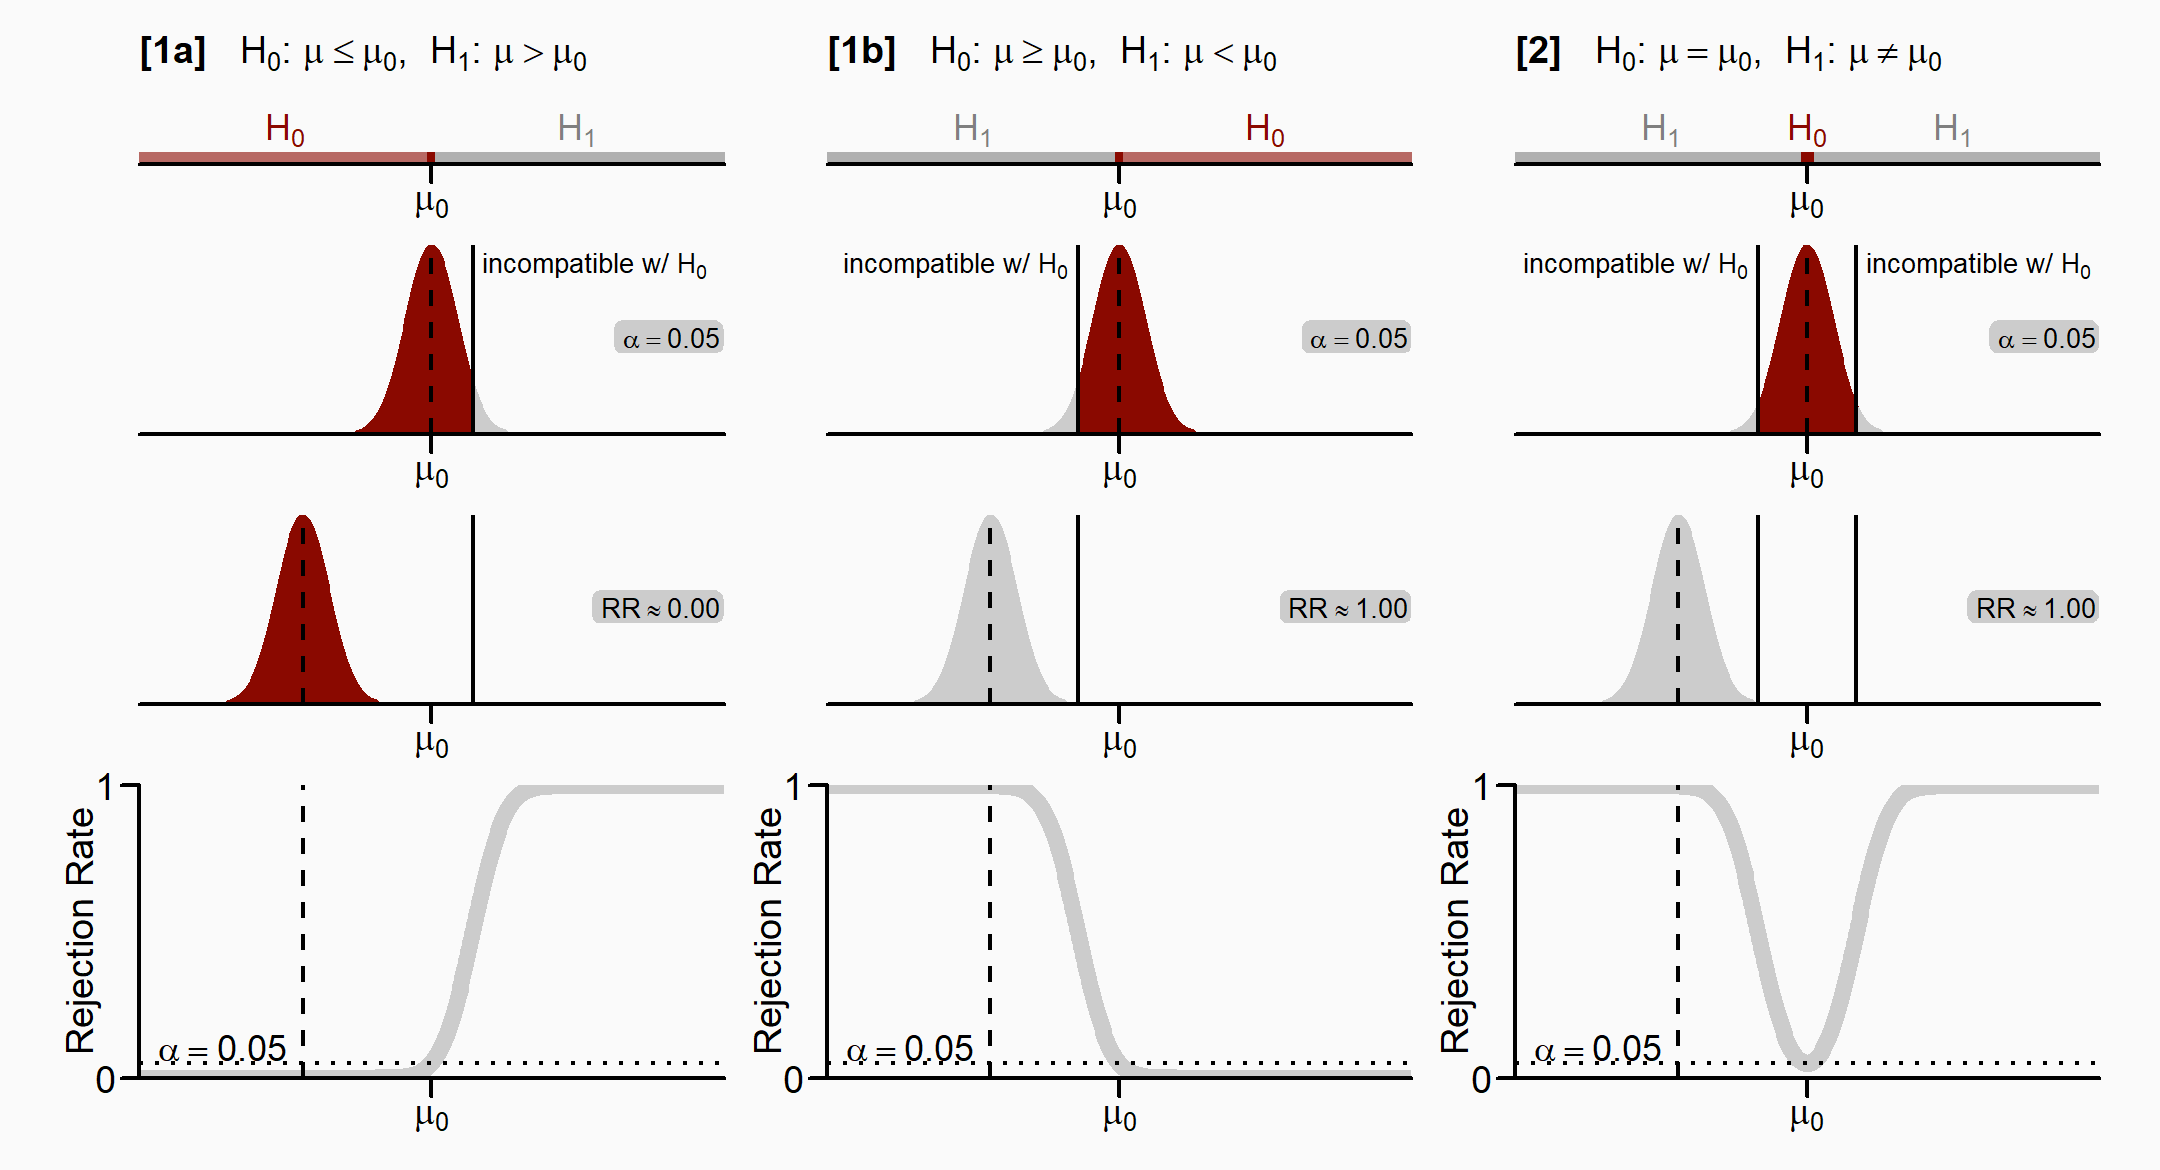 [1a] H₀: μ ≤ μ₀, H₁: μ > μ₀
H₀ H₁
μ₀
incompatible w/ H₀
α = 0.05
μ₀
RR ≈ 0.00
μ₀
1
Rejection Rate
α = 0.05
0
μ₀
[1b] H₀: μ ≥ μ₀, H₁: μ < μ₀
H₁ H₀
μ₀
incompatible w/ H₀
α = 0.05
μ₀
RR ≈ 1.00
μ₀
1
Rejection Rate
α = 0.05
0
μ₀
[2] H₀: μ = μ₀, H₁: μ ≠ μ₀
H₁ H₀ H₁
μ₀
incompatible w/ H₀ incompatible w/ H₀
α = 0.05
μ₀
RR ≈ 1.00
μ₀
1
Rejection Rate
α = 0.05
0
μ₀